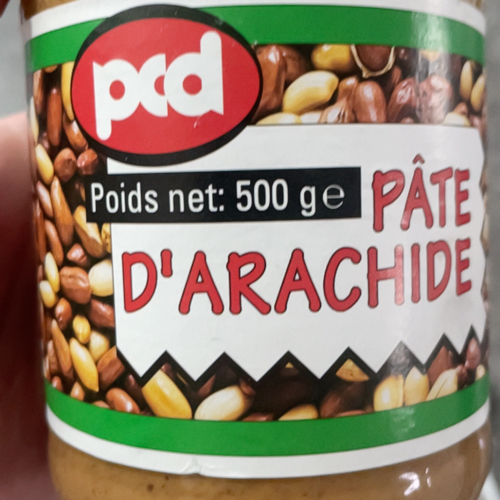 pcd
Poids net: 500 g e
PÂTE
D'ARACHIDE